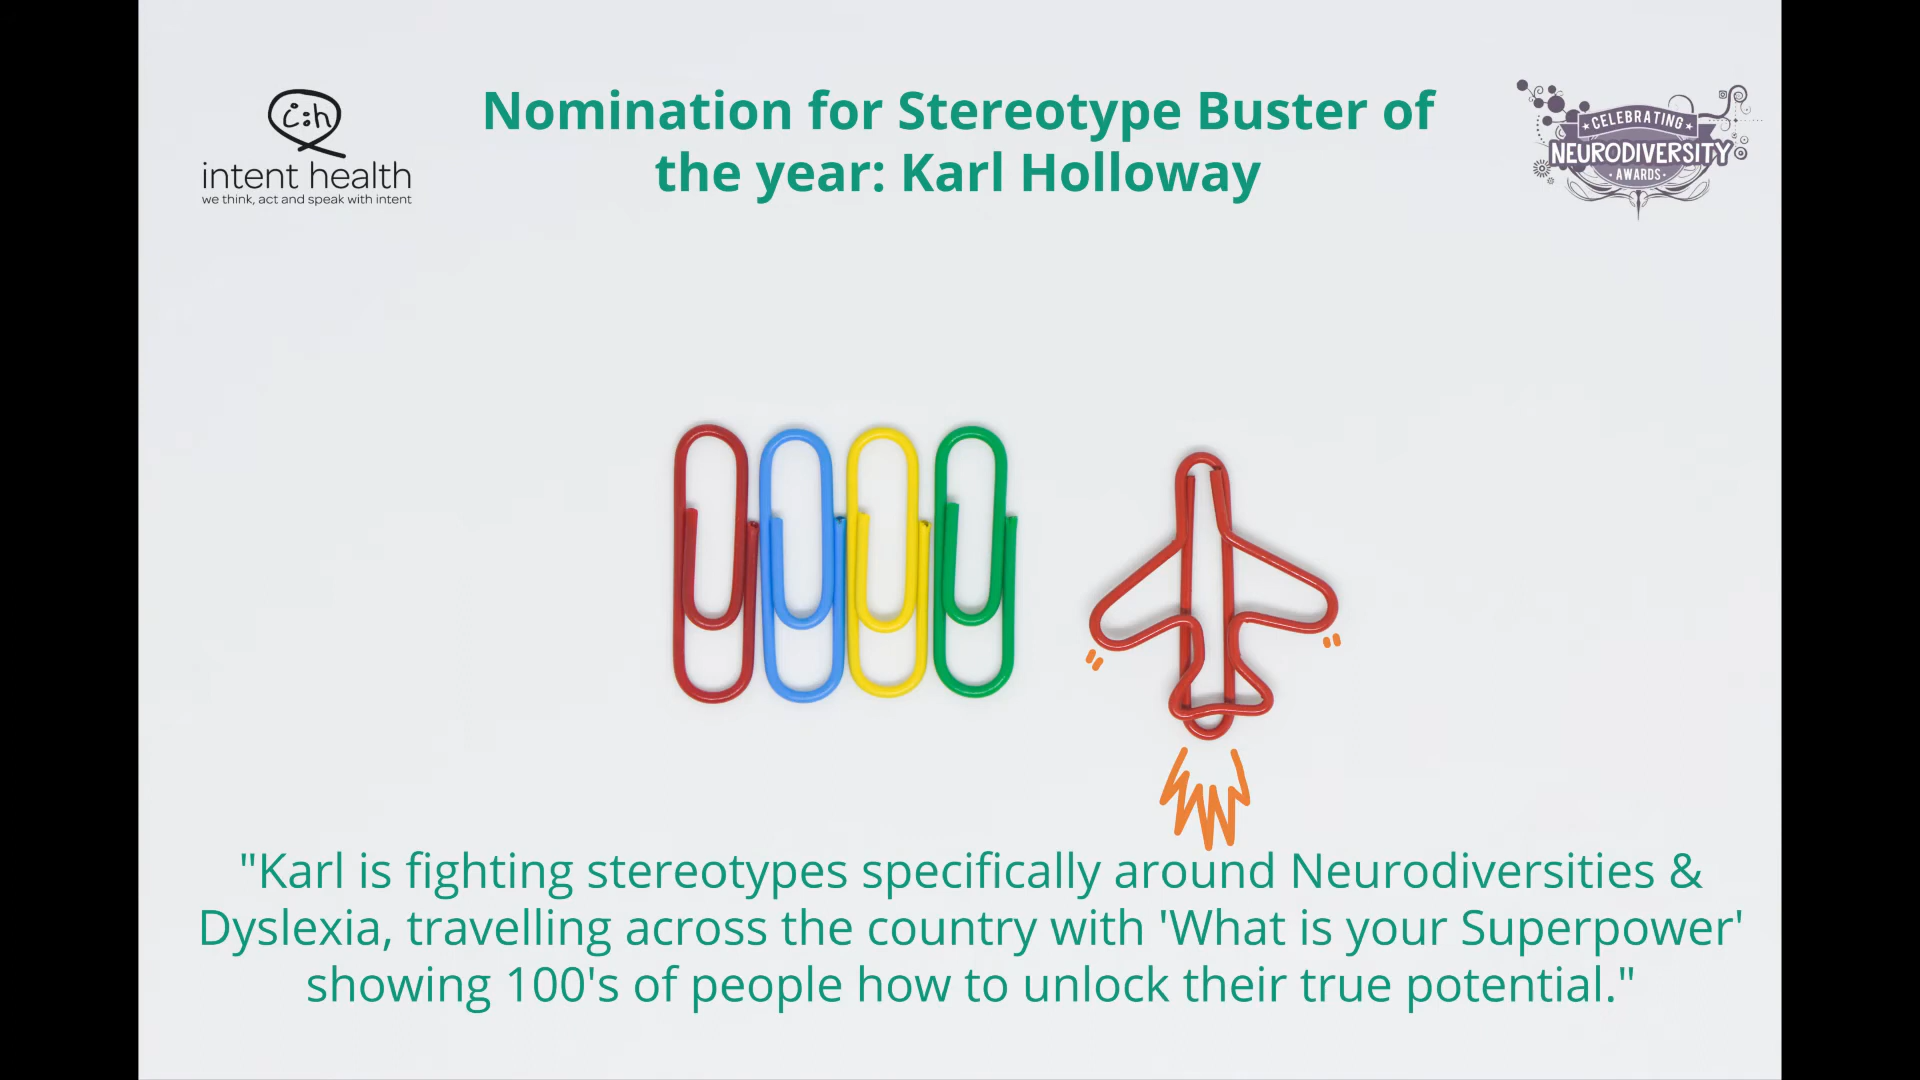 i:h
intent health
we think, act and speak with intent
Nomination for Stereotype Buster of
the year: Karl Holloway
CELEBRATING
NEURODIVERSITY
AWARDS
"Karl is fighting stereotypes specifically around Neurodiversities &
Dyslexia, travelling across the country with 'What is your Superpower'
showing 100's of people how to unlock their true potential."